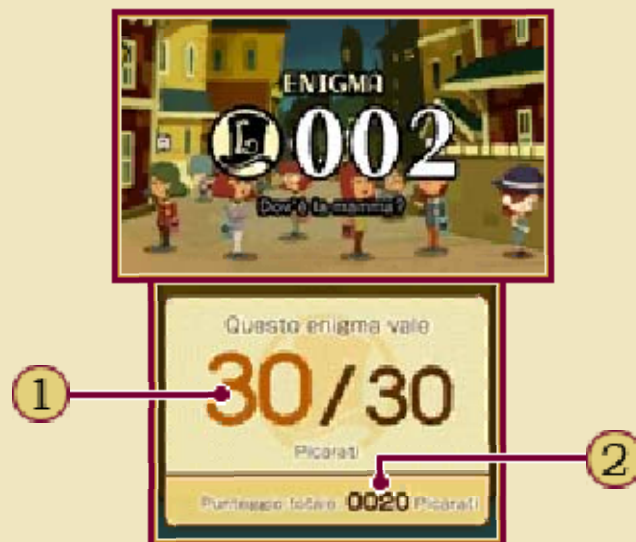 ENIGMA
L 002
Dov'è la mamma?
Questo enigma vale
30/30
Picarati
Punteggio totale 0020 Picarati
1
2